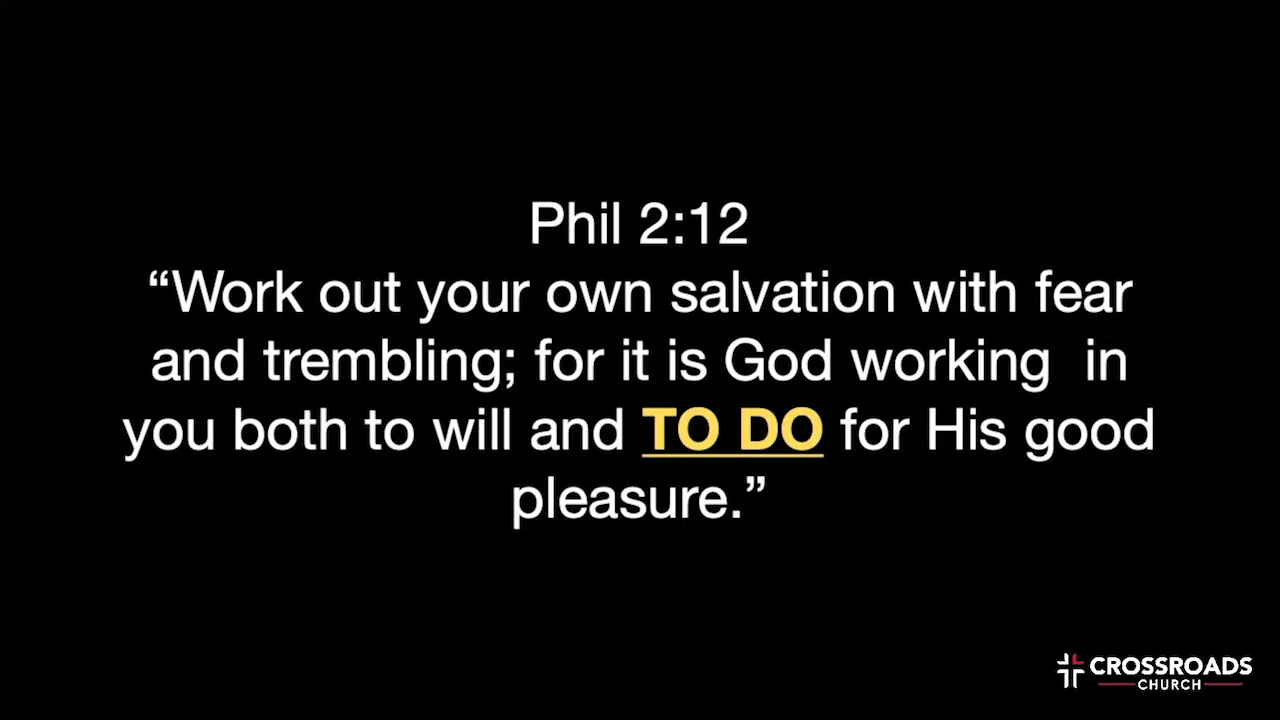 Phil 2:12
“Work out your own salvation with fear
and trembling; for it is God working  in
you both to will and TO DO for His good
pleasure.”
CROSSROADS
CHURCH